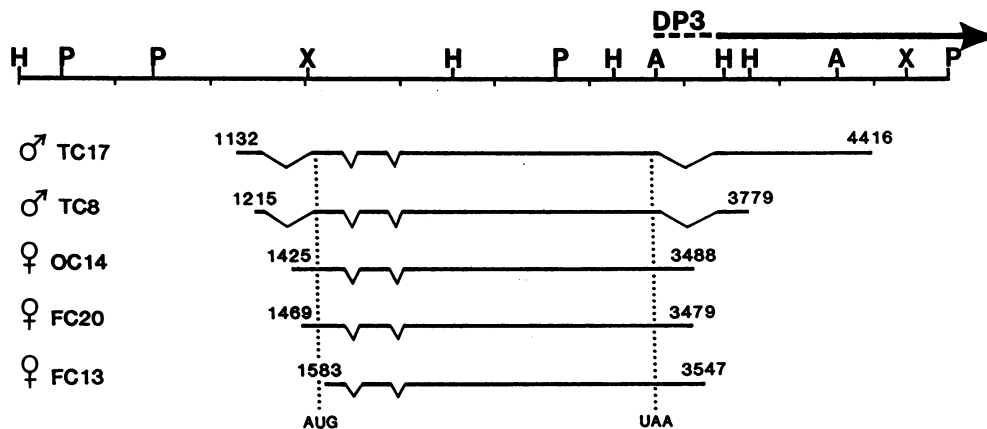 DP3
H P P X H P H A H H A X P
1132 4416
♂ TC17
1215 3779
♂ TC8
1425 3488
♀ OC14
1469 3479
♀ FC20
1583 3547
♀ FC13
AUG UAA